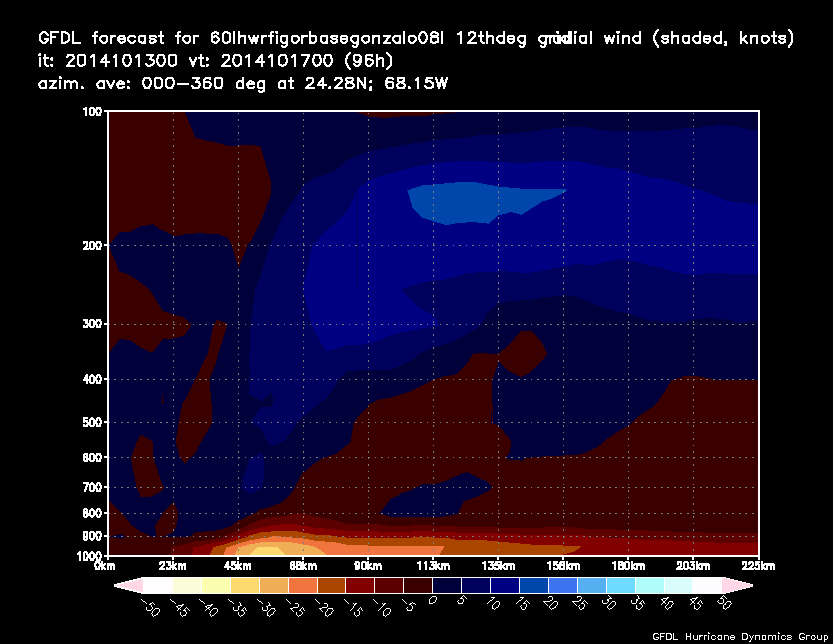 GFDL forecast for 60lhwrfigorbasegonzalo08l 12thdeg radial wind (shaded, knots)
it: 2014101300 vt: 2014101700 (96h)
azim. ave: 000-360 deg at 24.28N; 68.15W
100
200
300
400
500
600
700
800
900
1000
0km 23km 45km 68km 90km 113km 135km 158km 180km 203km 225km
-50 -45 -40 -35 -30 -25 -20 -15 -10 -5 0 5 10 15 20 25 30 35 40 45 50
GFDL Hurricane Dynamics Group